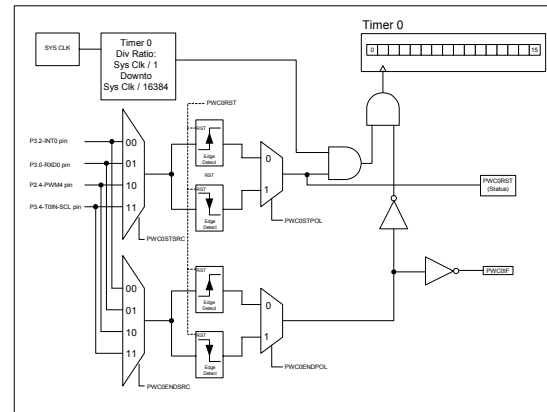 Timer 0
0
15
SYS CLK
Timer 0
Div Ratio:
Sys Clk / 1
Downto
Sys Clk / 16384
PWC0RST
P3.2-INT0 pin
P3.0-RXD0 pin
P2.4-PWM4 pin
P3.4-T0IN-SCL pin
00
01
10
11
RST
Edge
Detect
RST
RST
Edge
Detect
0
1
PWC0STSRC
PWC0STPOL
PWC0RST
(Status)
00
01
10
11
Edge
Detect
RST
Edge
Detect
0
1
PWC0IF
PWC0ENDSRC
PWC0ENDPOL